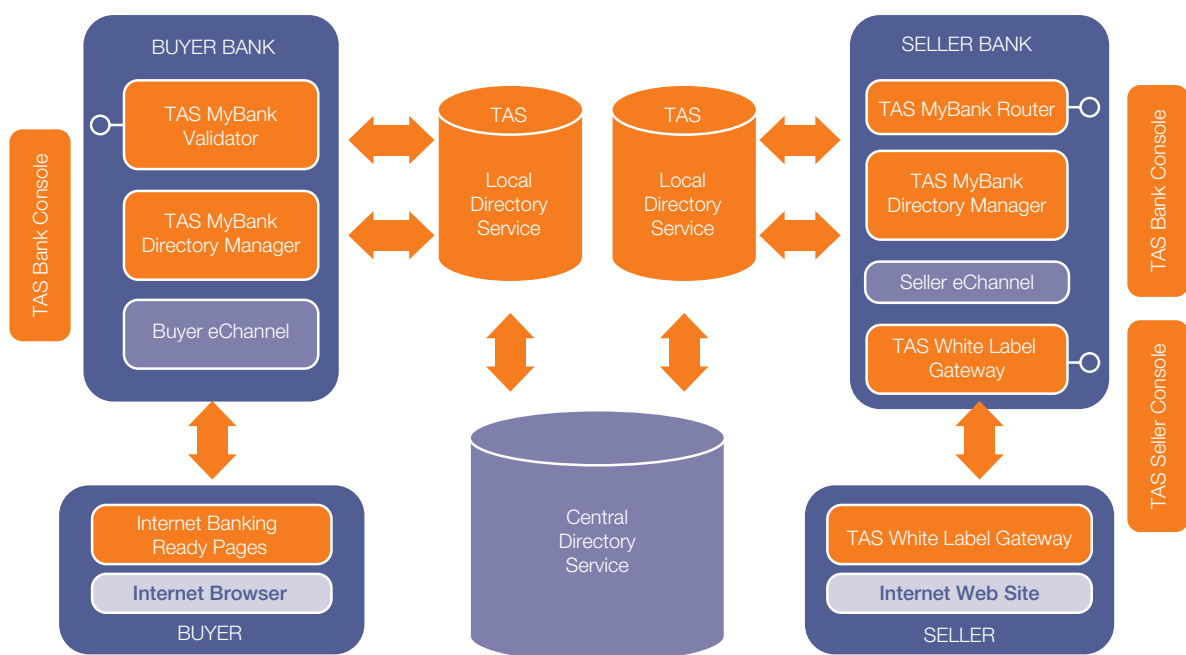 BUYER BANK
TAS MyBank
Validator
TAS MyBank
Directory Manager
Buyer eChannel
TAS Bank Console
TAS
Local
Directory
Service
TAS
Local
Directory
Service
SELLER BANK
TAS MyBank Router
TAS MyBank
Directory Manager
Seller eChannel
TAS White Label
Gateway
TAS Bank Console
TAS Seller Console
Internet Banking
Ready Pages
Internet Browser
BUYER
Central
Directory
Service
TAS White Label Gateway
Internet Web Site
SELLER